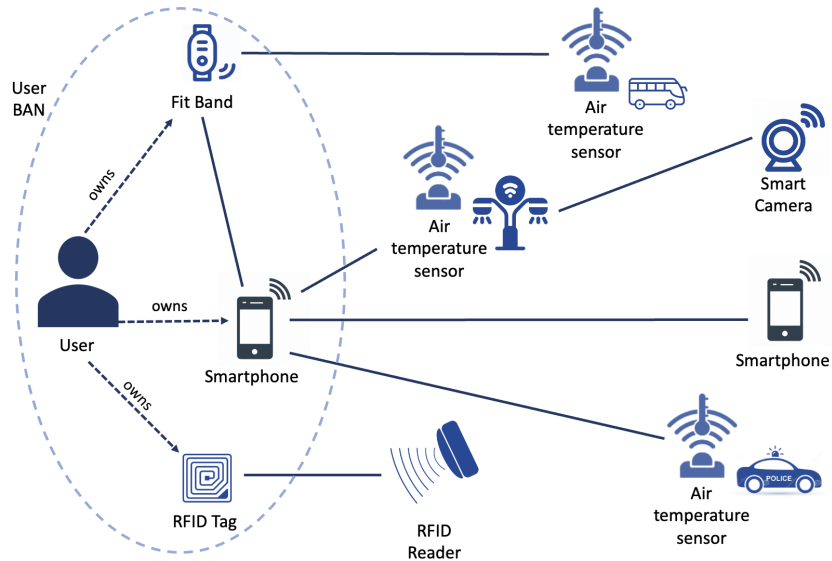 User
BAN
Fit Band
Air
temperature
sensor
Smart
Camera
owns
Air
temperature
sensor
owns
User
Smartphone
Smartphone
owns
RFID Tag
RFID
Reader
POLICE
Air
temperature
sensor